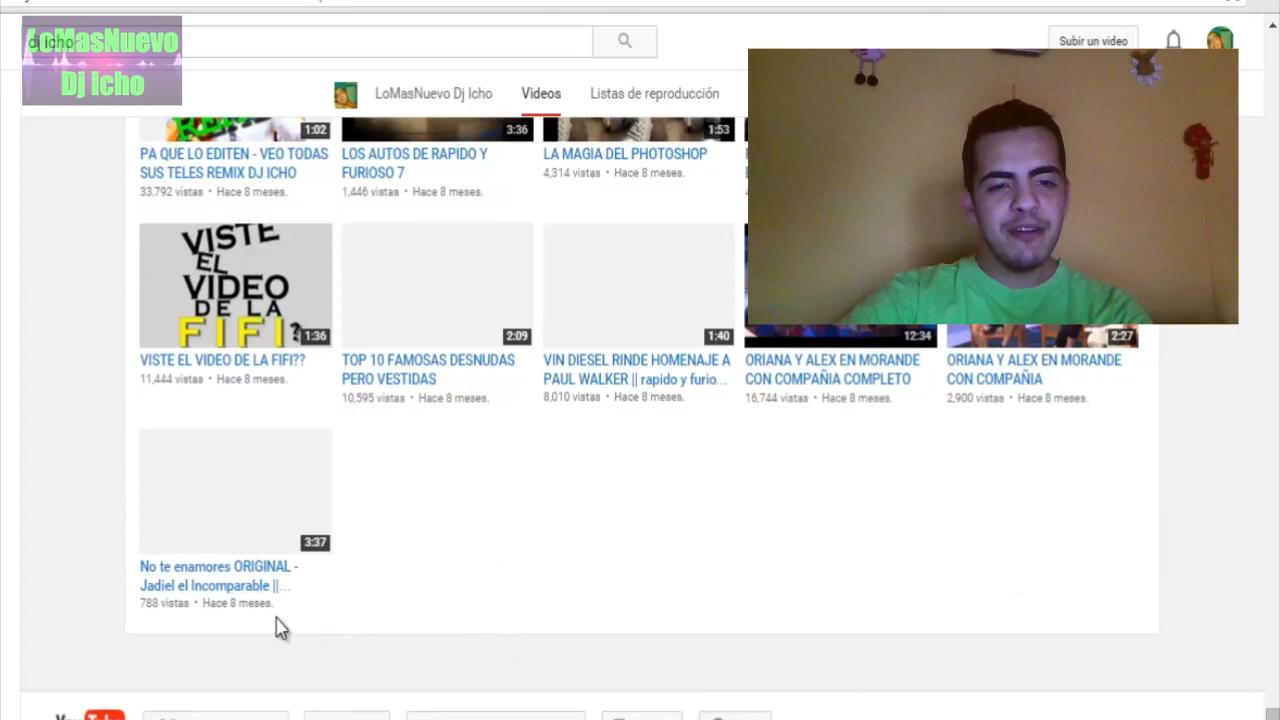 dj icho
LoMasNuevo
Dj Icho
Subir un video
LoMasNuevo Dj Icho
Videos
Listas de reproducción
1:02
3:36
1:53
PA QUE LO EDITEN - VEO TODAS
SUS TELES REMIX DJ ICHO
33,792 vistas • Hace 8 meses.
LOS AUTOS DE RAPIDO Y
FURIOSO 7
1,446 vistas • Hace 8 meses.
LA MAGIA DEL PHOTOSHOP
4,314 vistas • Hace 8 meses.
VISTE
EL
VIDEO
DE LA
FIFI?
1:36
2:09
1:40
12:34
2:27
VISTE EL VIDEO DE LA FIFI??
11,444 vistas • Hace 8 meses.
TOP 10 FAMOSAS DESNUDAS
PERO VESTIDAS
10,595 vistas • Hace 8 meses.
VIN DIESEL RINDE HOMENAJE A
PAUL WALKER || rapido y furio...
8,010 vistas • Hace 8 meses.
ORIANA Y ALEX EN MORANDE
CON COMPAÑIA COMPLETO
16,744 vistas • Hace 8 meses.
ORIANA Y ALEX EN MORANDE
CON COMPAÑIA
2,900 vistas • Hace 8 meses.
3:37
No te enamores ORIGINAL -
Jadiel el Incomparable ||...
788 vistas • Hace 8 meses.